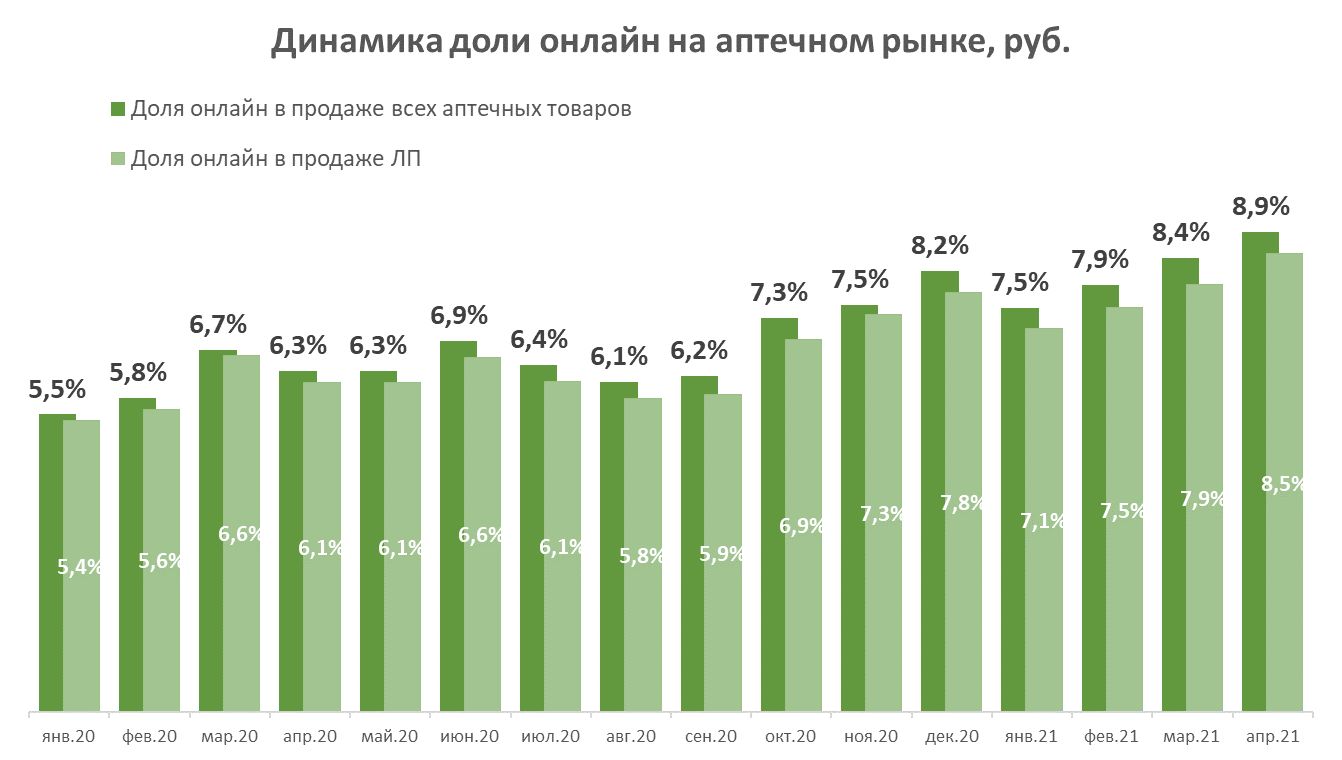 Динамика доли онлайн на аптечном рынке, руб.
Доля онлайн в продаже всех аптечных товаров
Доля онлайн в продаже ЛП
5,5% 5,8% 6,7% 6,3% 6,3% 6,9% 6,4% 6,1% 6,2% 7,3% 7,5% 8,2% 7,5% 7,9% 8,4% 8,9%
5,4% 5,6% 6,6% 6,1% 6,1% 6,6% 6,1% 5,8% 5,9% 6,9% 7,3% 7,8% 7,1% 7,5% 7,9% 8,5%
янв.20 фев.20 мар.20 апр.20 май.20 июн.20 июл.20 авг.20 сен.20 окт.20 ноя.20 дек.20 янв.21 фев.21 мар.21 апр.21